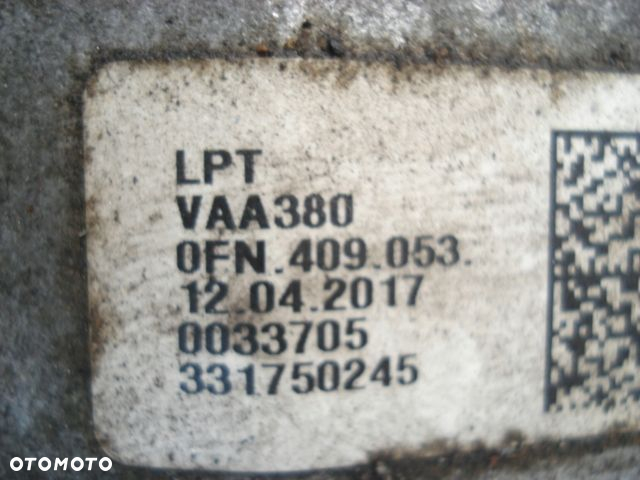 LPT
VAA380
0FN.409.053.
12.04.2017
0033705
331750245
OTOMOTO